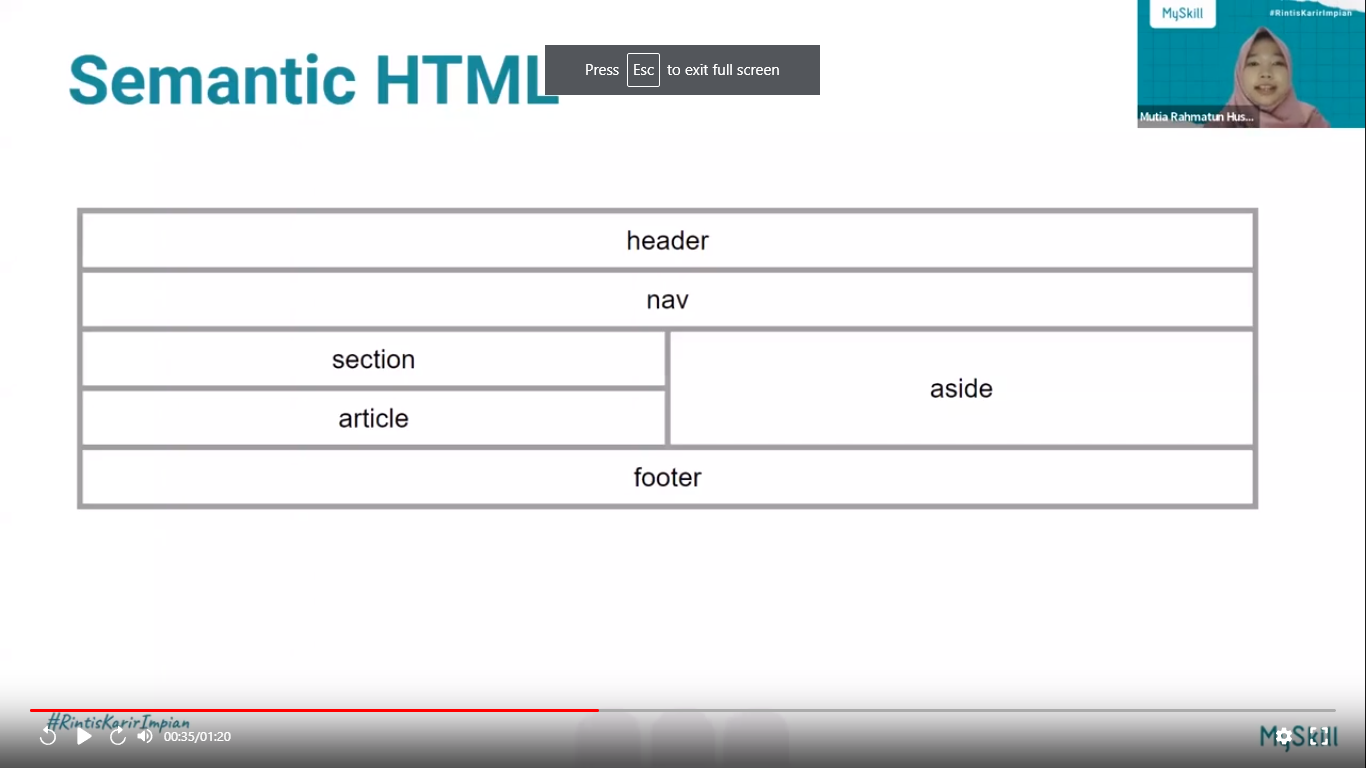 MySkill
#RintisKarirImpian
Semantic HTML
Press Esc to exit full screen
Mutia Rahmatun Hus...
header
nav
section
aside
article
footer
#RintisKarirImpian
00:35/01:20
MySkill